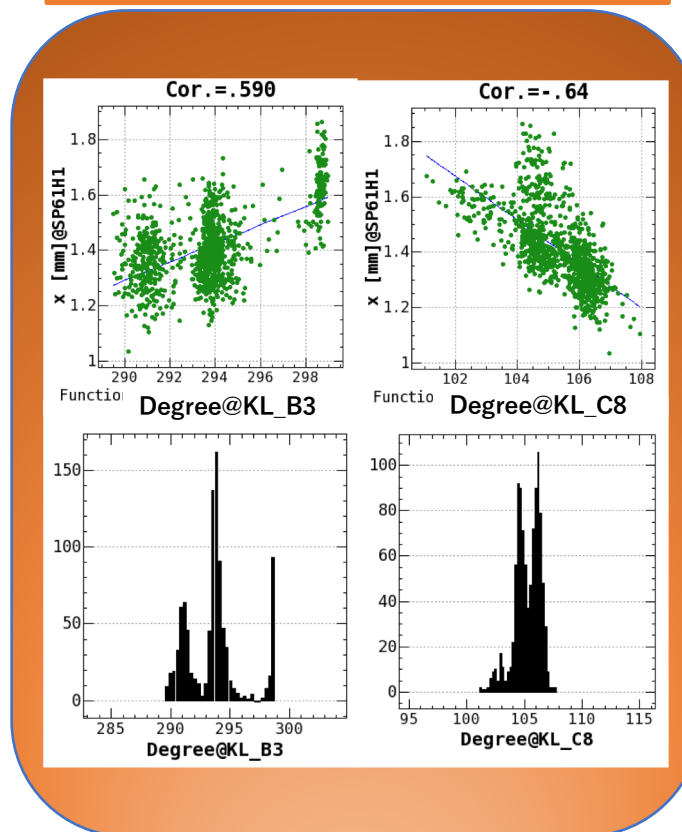 Cor.=.590
x [mm]@SP61H1
1.8
1.6
1.4
1.2
1
290 292 294 296 298
Functio
Degree@KL_B3
Cor.=-.64
x [mm]@SP61H1
1.8
1.6
1.4
1.2
1
102 104 106 108
Functio
Degree@KL_C8
150
100
50
0
285 290 295 300
Degree@KL_B3
100
80
60
40
20
0
95 100 105 110 115
Degree@KL_C8